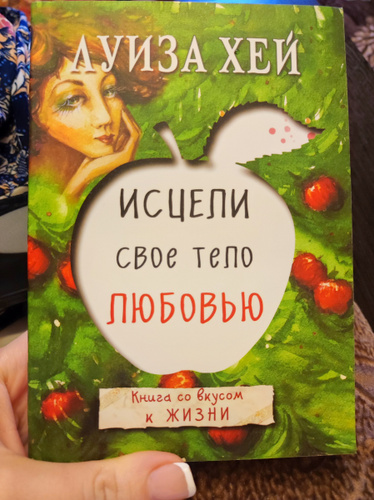 ЛУИЗА ХЕЙ
ИСЦЕЛИ
СВОЕ ТЕЛО
ЛЮБОВЬЮ
Книга со вкусом
к ЖИЗНИ